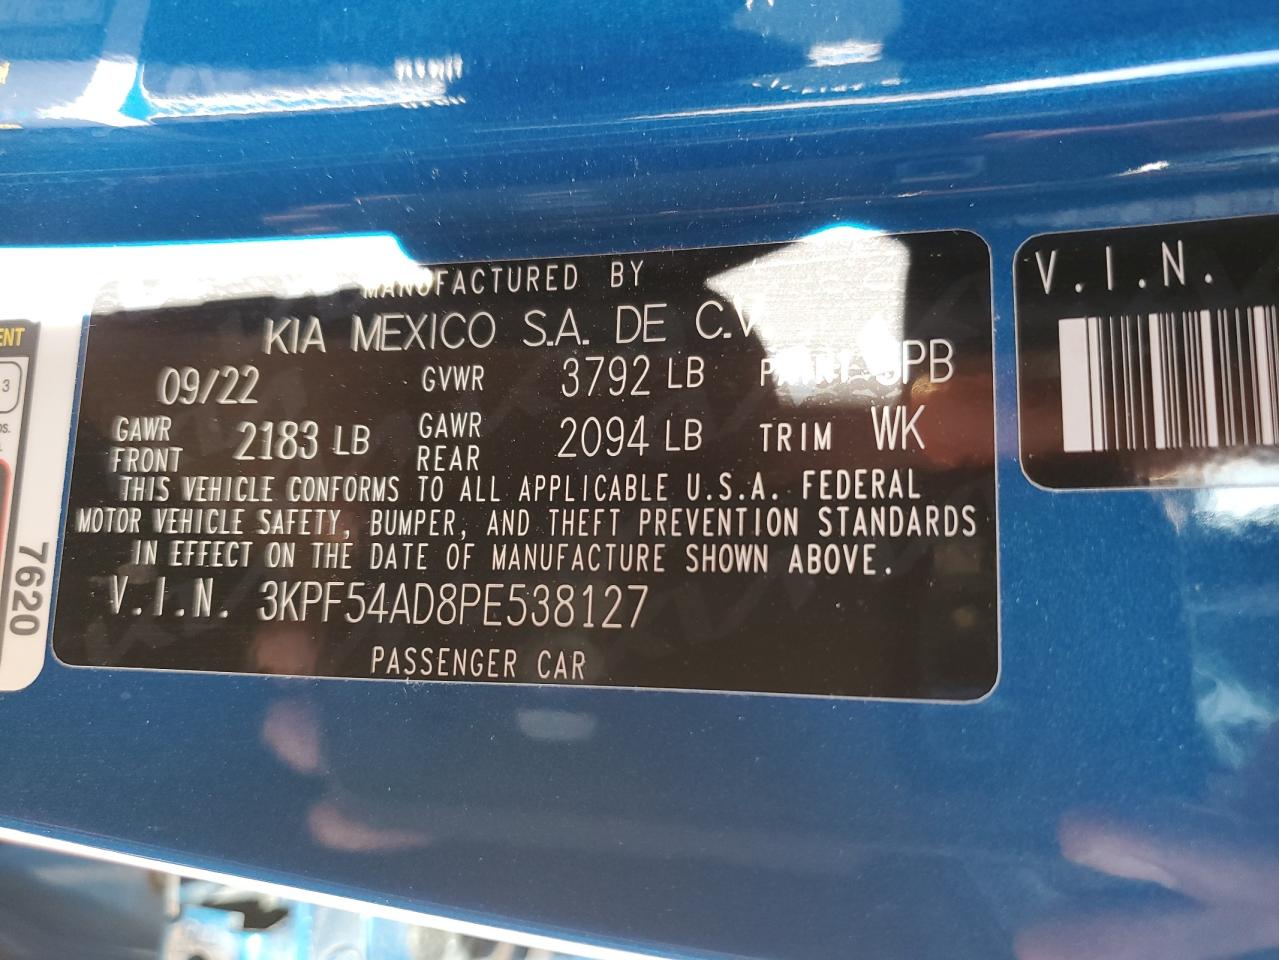 MANUFACTURED BY
KIA MEXICO S.A. DE C.V.
09/22 GVWR 3792 LB PAINT
GAWR FRONT 2183 LB GAWR REAR 2094 LB TRIM WK
THIS VEHICLE CONFORMS TO ALL APPLICABLE U.S.A. FEDERAL
MOTOR VEHICLE SAFETY, BUMPER, AND THEFT PREVENTION STANDARDS
IN EFFECT ON THE DATE OF MANUFACTURE SHOWN ABOVE.
V.I.N. 3KPF54AD8PE538127
PASSENGER CAR
V.I.N.
7620
3